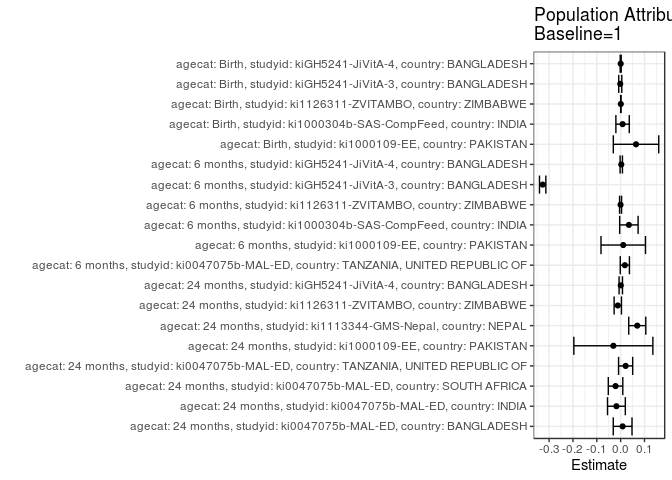 Population Attribu
Baseline=1
agecat: Birth, studyid: kiGH5241-JiVitA-4, country: BANGLADESH
agecat: Birth, studyid: kiGH5241-JiVitA-3, country: BANGLADESH
agecat: Birth, studyid: ki1126311-ZVITAMBO, country: ZIMBABWE
agecat: Birth, studyid: ki1000304b-SAS-CompFeed, country: INDIA
agecat: Birth, studyid: ki1000109-EE, country: PAKISTAN
agecat: 6 months, studyid: kiGH5241-JiVitA-4, country: BANGLADESH
agecat: 6 months, studyid: kiGH5241-JiVitA-3, country: BANGLADESH
agecat: 6 months, studyid: ki1126311-ZVITAMBO, country: ZIMBABWE
agecat: 6 months, studyid: ki1000304b-SAS-CompFeed, country: INDIA
agecat: 6 months, studyid: ki1000109-EE, country: PAKISTAN
agecat: 6 months, studyid: ki0047075b-MAL-ED, country: TANZANIA, UNITED REPUBLIC OF
agecat: 24 months, studyid: kiGH5241-JiVitA-4, country: BANGLADESH
agecat: 24 months, studyid: ki1126311-ZVITAMBO, country: ZIMBABWE
agecat: 24 months, studyid: ki1113344-GMS-Nepal, country: NEPAL
agecat: 24 months, studyid: ki1000109-EE, country: PAKISTAN
agecat: 24 months, studyid: ki0047075b-MAL-ED, country: TANZANIA, UNITED REPUBLIC OF
agecat: 24 months, studyid: ki0047075b-MAL-ED, country: SOUTH AFRICA
agecat: 24 months, studyid: ki0047075b-MAL-ED, country: INDIA
agecat: 24 months, studyid: ki0047075b-MAL-ED, country: BANGLADESH
-0.3 -0.2 -0.1 0.0 0.1
Estimate